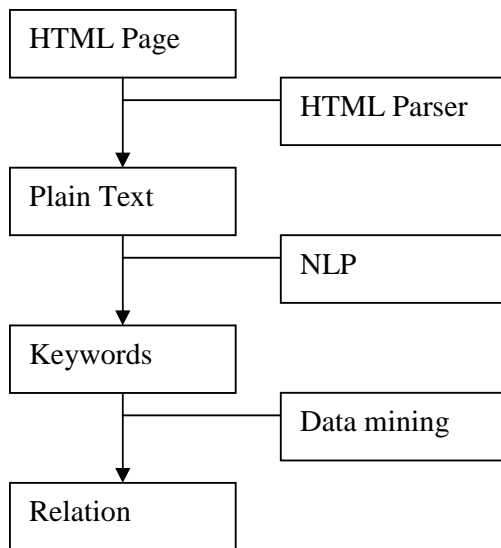 HTML Page
HTML Parser
Plain Text
NLP
Keywords
Data mining
Relation